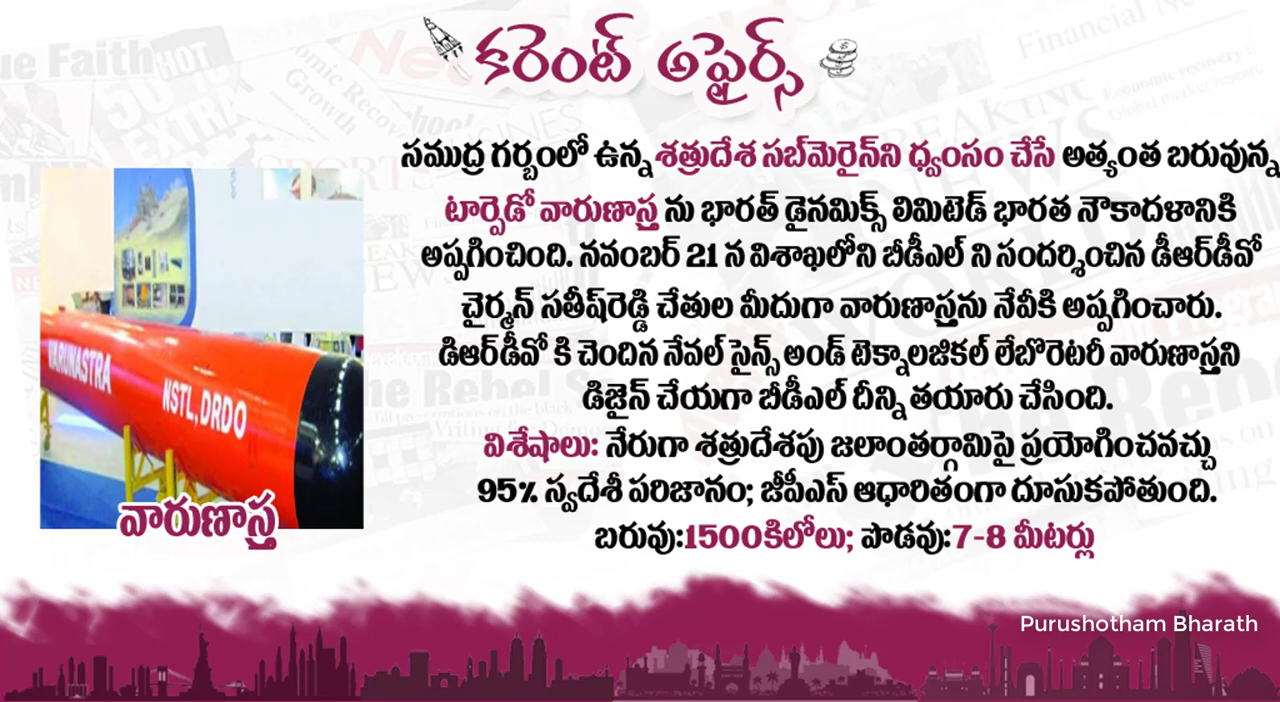 కరెంట్ అఫైర్స్
సముద్ర గర్బంలో ఉన్న శత్రుదేశ సబ్‌మెరైన్‌ని ధ్వంసం చేసే అత్యంత బరువున్న
టార్పెడో వారుణాస్త్ర ను భారత్ డైనమిక్స్ లిమిటెడ్ భారత నౌకాదళానికి
అప్పగించింది. నవంబర్ 21 న విశాఖలోని బీడీఎల్ ని సందర్శించిన డీఆర్‌డీవో
చైర్మన్ సతీష్‌రెడ్డి చేతుల మీదుగా వారుణాస్త్రను నేవీకి అప్పగించారు.
డిఆర్‌డీవో కి చెందిన నేవల్ సైన్స్ అండ్ టెక్నాలజికల్ లేబొరెటరీ వారుణాస్త్రని
డిజైన్ చేయగా బీడీఎల్ దీన్ని తయారు చేసింది.
విశేషాలు: నేరుగా శత్రుదేశపు జలాంతర్గామిపై ప్రయోగించవచ్చు
95% స్వదేశీ పరిజానం; జీపీఎస్ ఆధారితంగా దూసుకపోతుంది.
బరువు:1500కిలోలు; పొడవు:7-8 మీటర్లు
VARUNASTRA
NSTL,DRDO
వారుణాస్త్ర
Purushotham Bharath